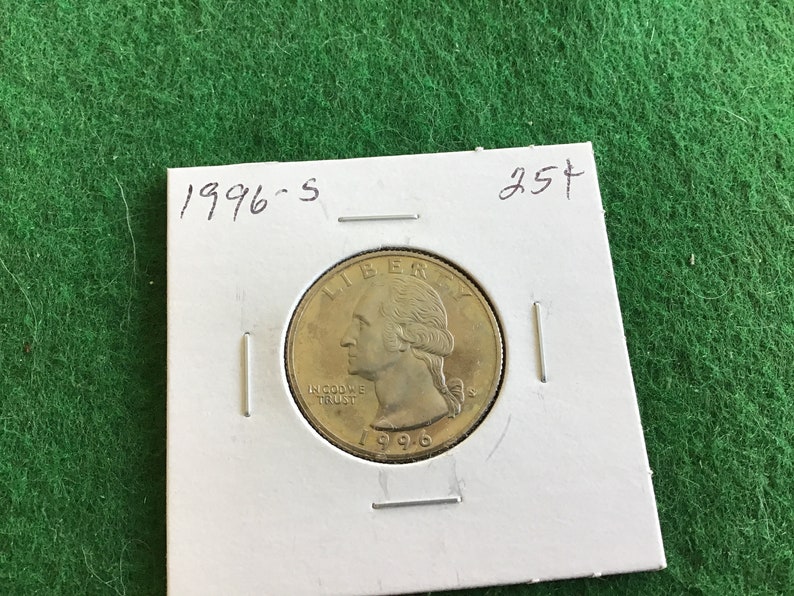 1996-S 25¢
LIBERTY
IN GOD WE
TRUST
S
1996